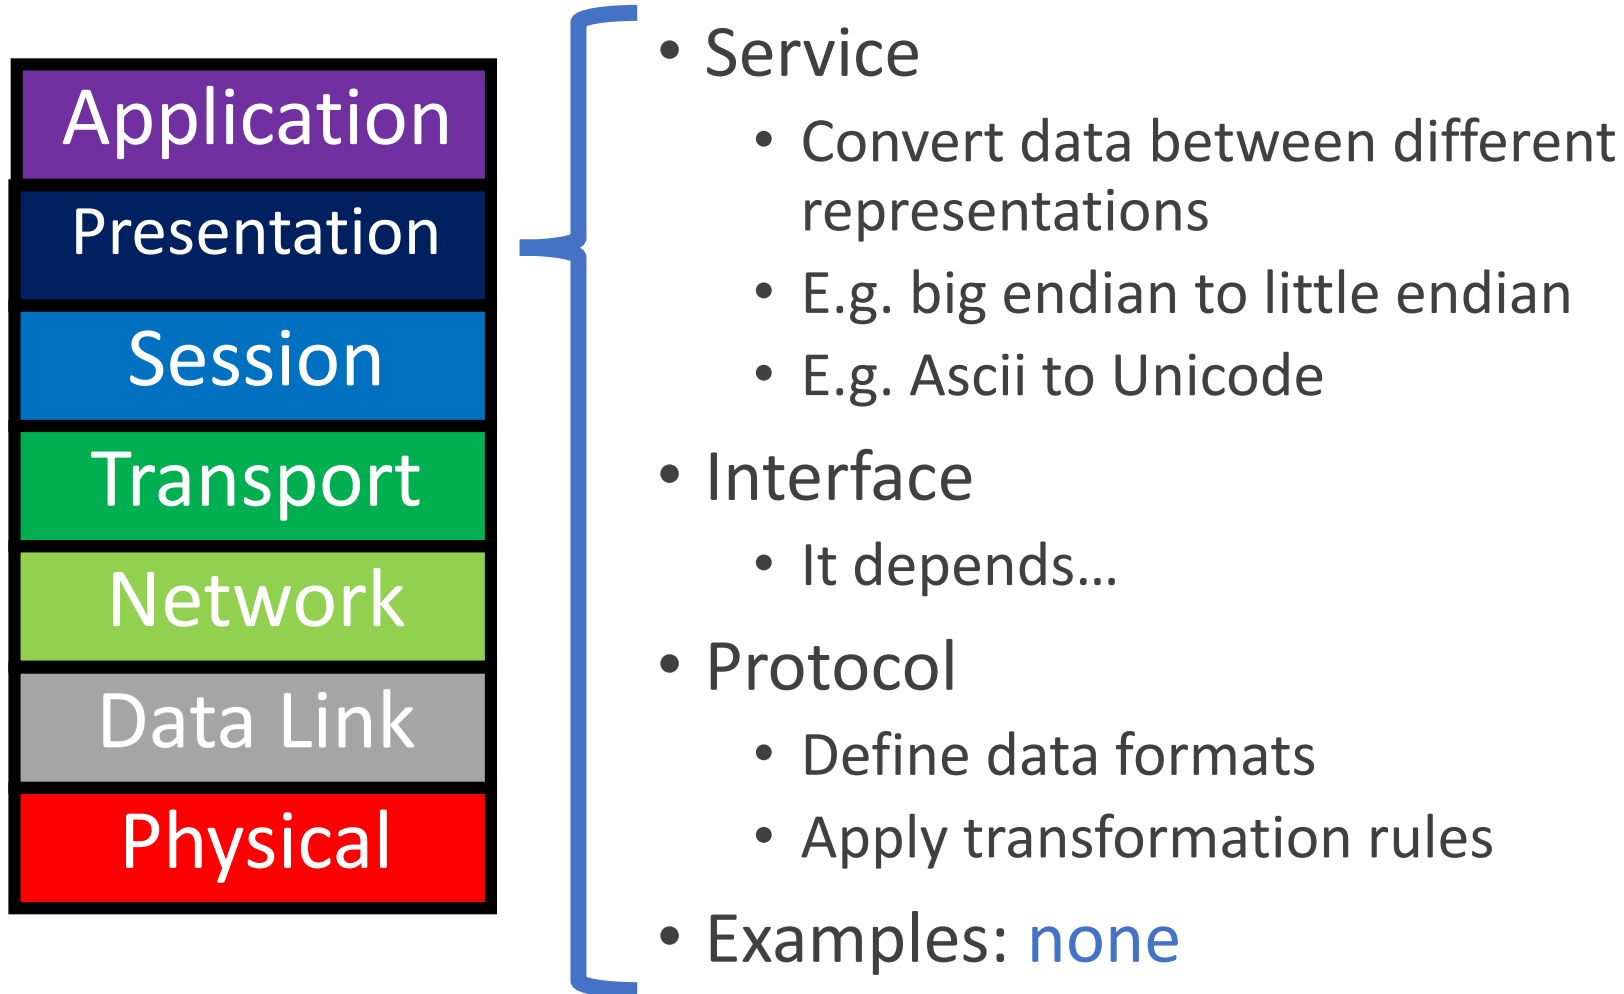 Application
Presentation
Session
Transport
Network
Data Link
Physical
• Service
• Convert data between different
representations
• E.g. big endian to little endian
• E.g. Ascii to Unicode
• Interface
• It depends...
• Protocol
• Define data formats
• Apply transformation rules
• Examples: none